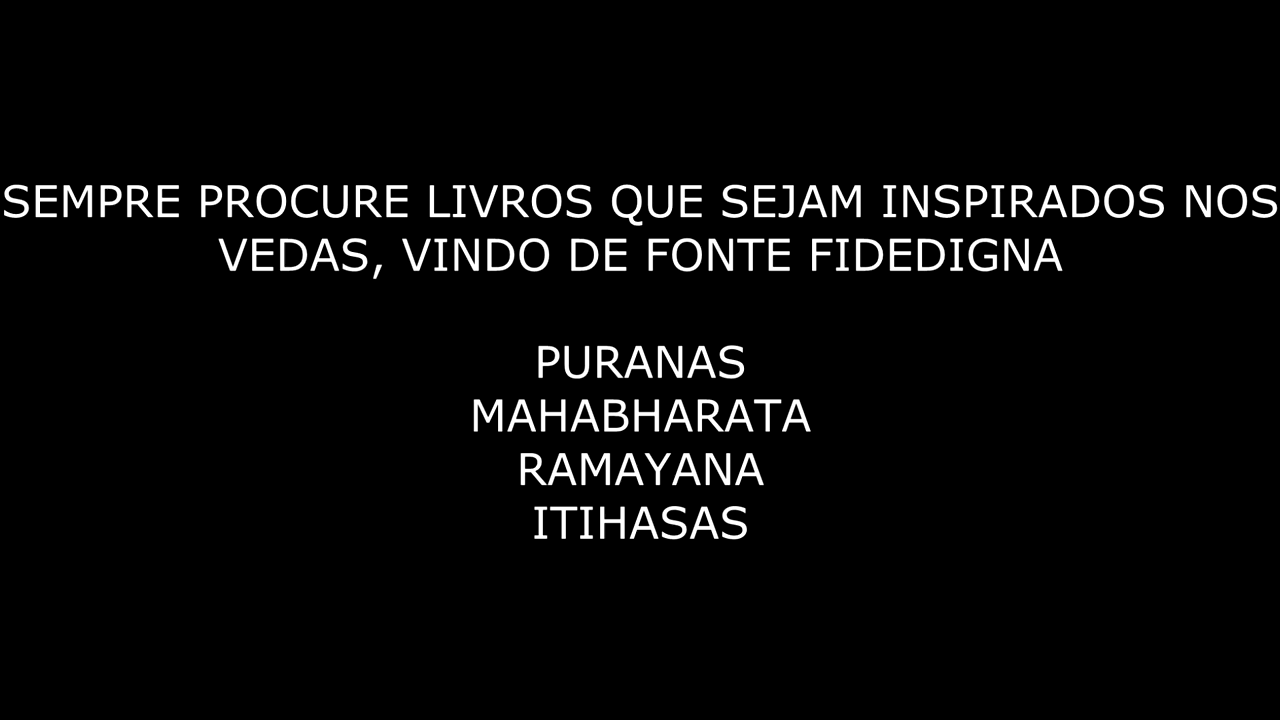 SEMPRE PROCURE LIVROS QUE SEJAM INSPIRADOS NOS
VEDAS, VINDO DE FONTE FIDEDIGNA
PURANAS
MAHABHARATA
RAMAYANA
ITIHASAS